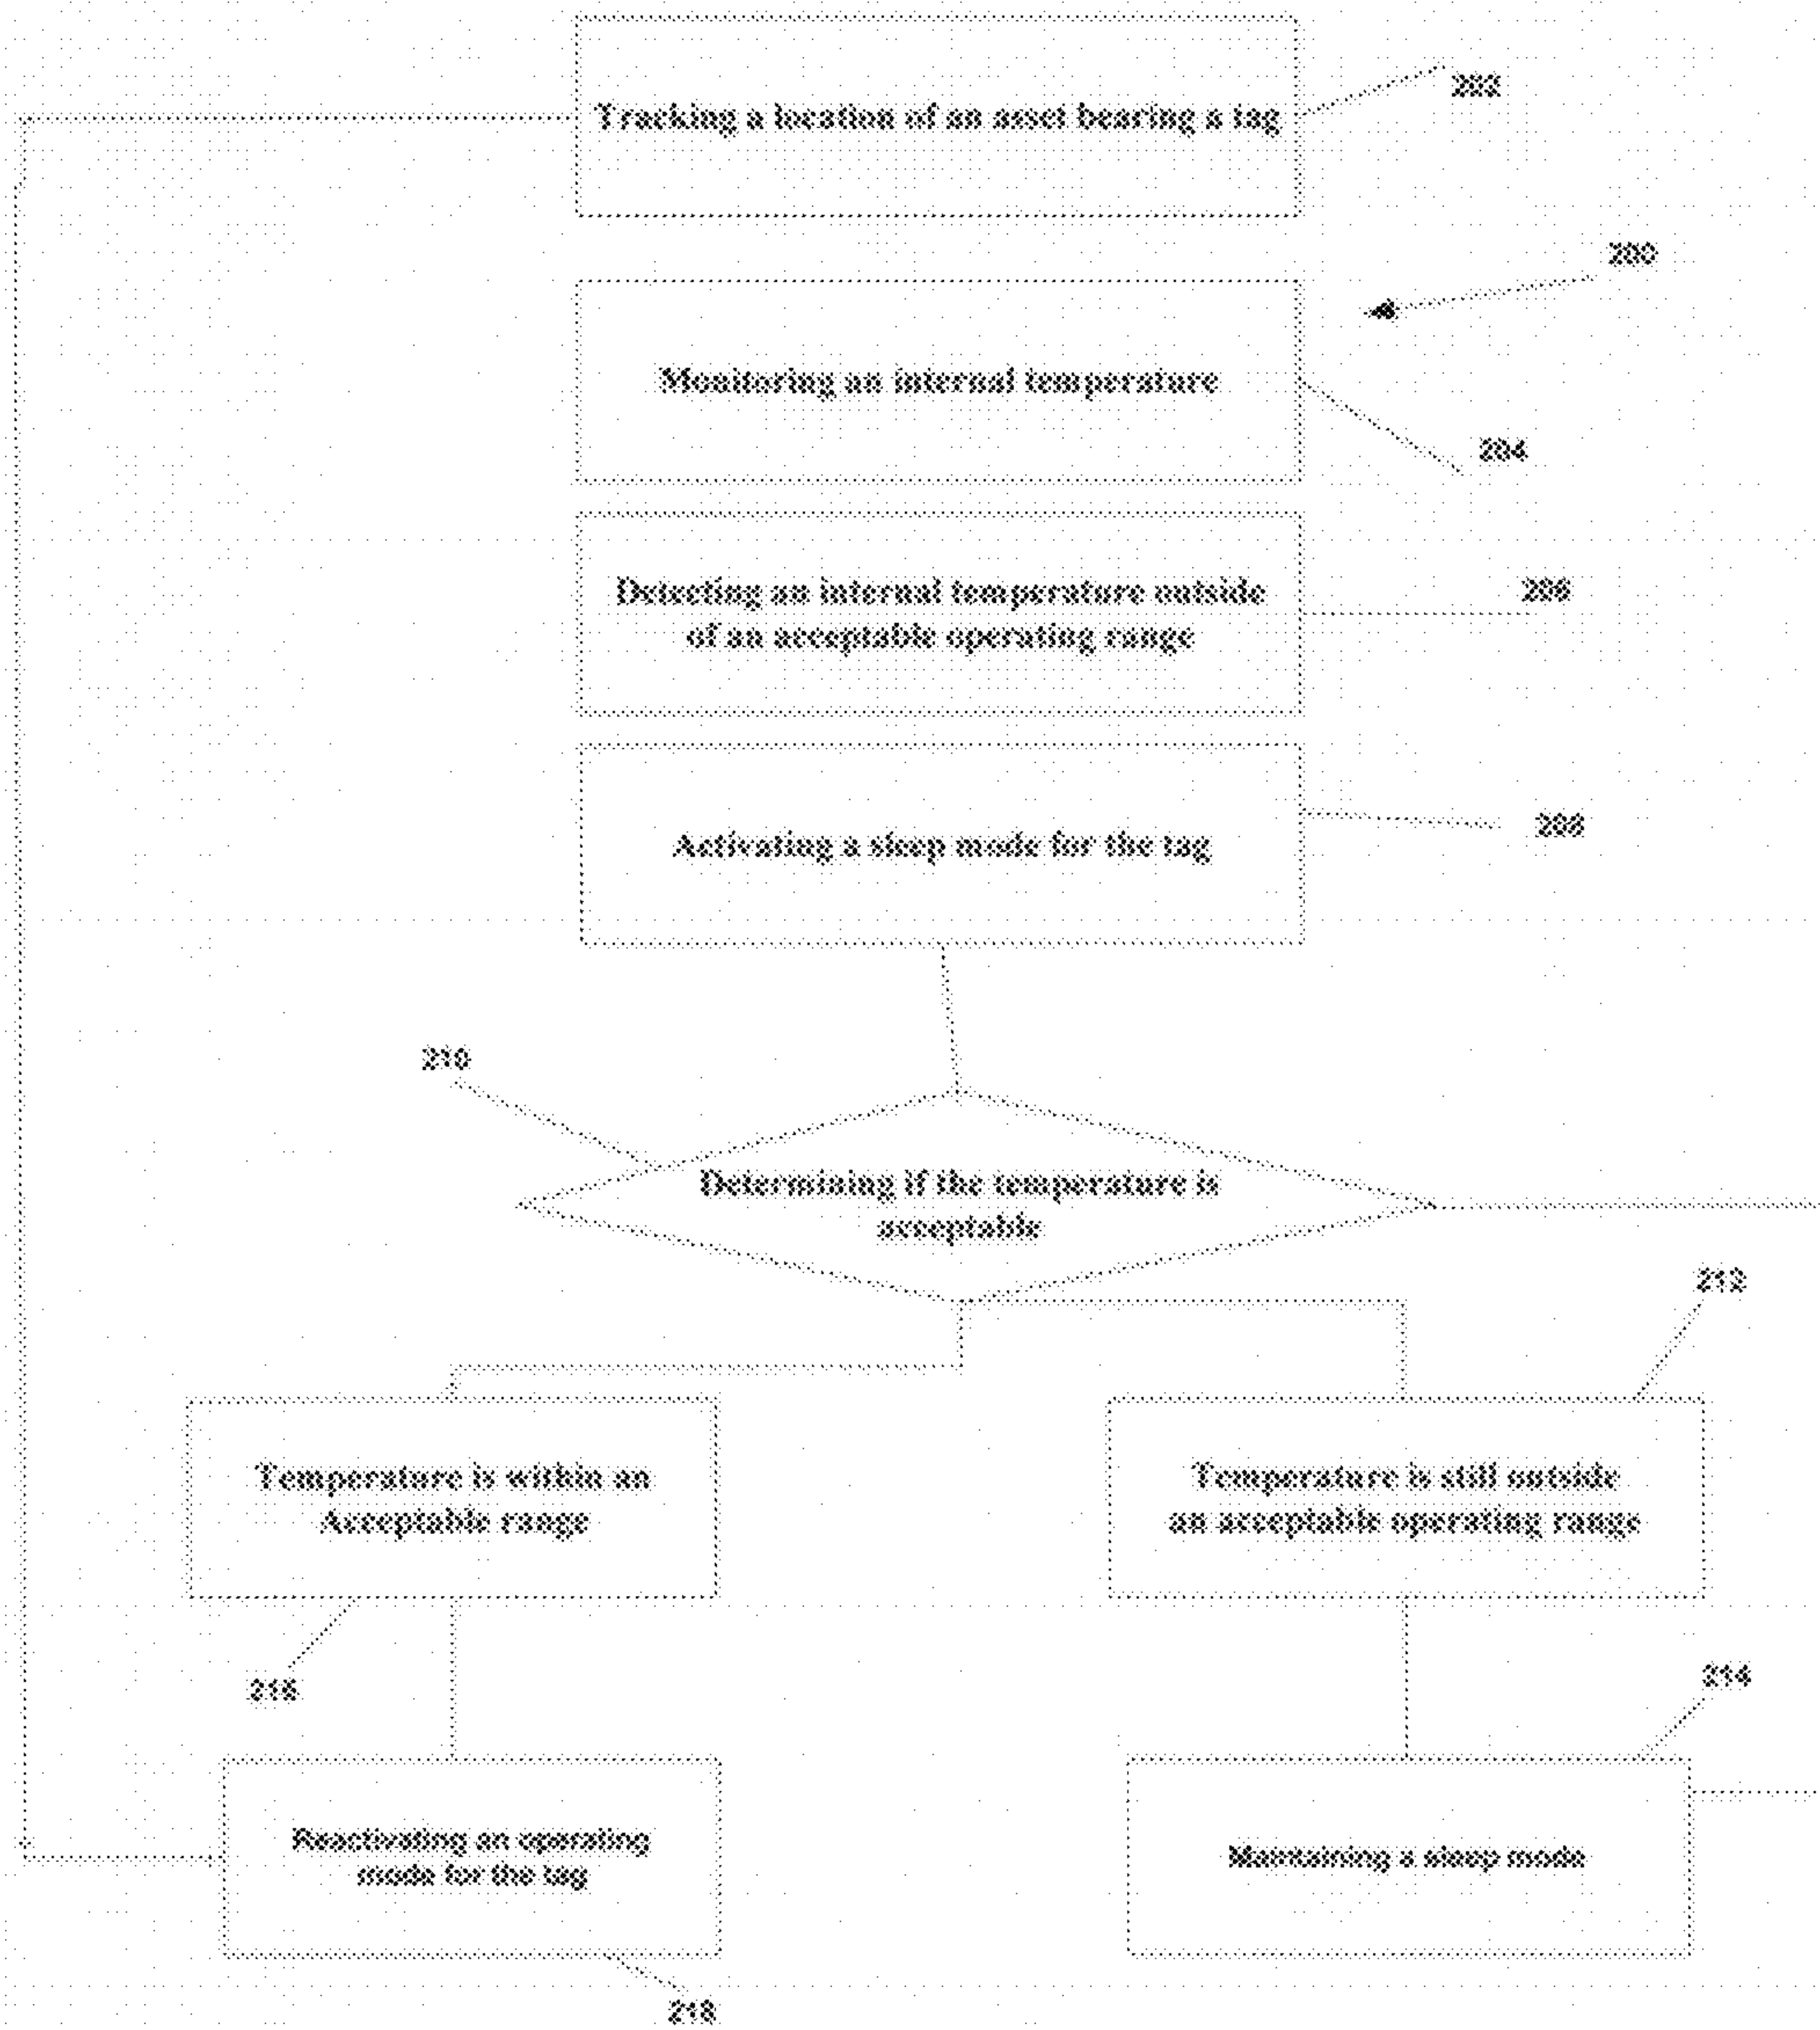 Tracking a location of an asset bearing a tag
202
200
Monitoring an internal temperature
204
Detecting an internal temperature outside
of an acceptable operating range
206
Activating a sleep mode for the tag
208
210
Determining if the temperature is
acceptable
212
Temperature is within an
Acceptable range
Temperature is still outside
an acceptable operating range
216
214
Reactivating an operating
mode for the tag
Maintaining a sleep mode
218